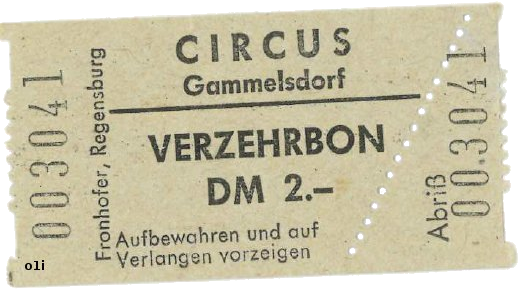 CIRCUS
Gammelsdorf
VERZEHRBON
DM 2.–
Aufbewahren und auf
Verlangen vorzeigen
003041
Fronhofer, Regensburg
Abriß
003041
oli